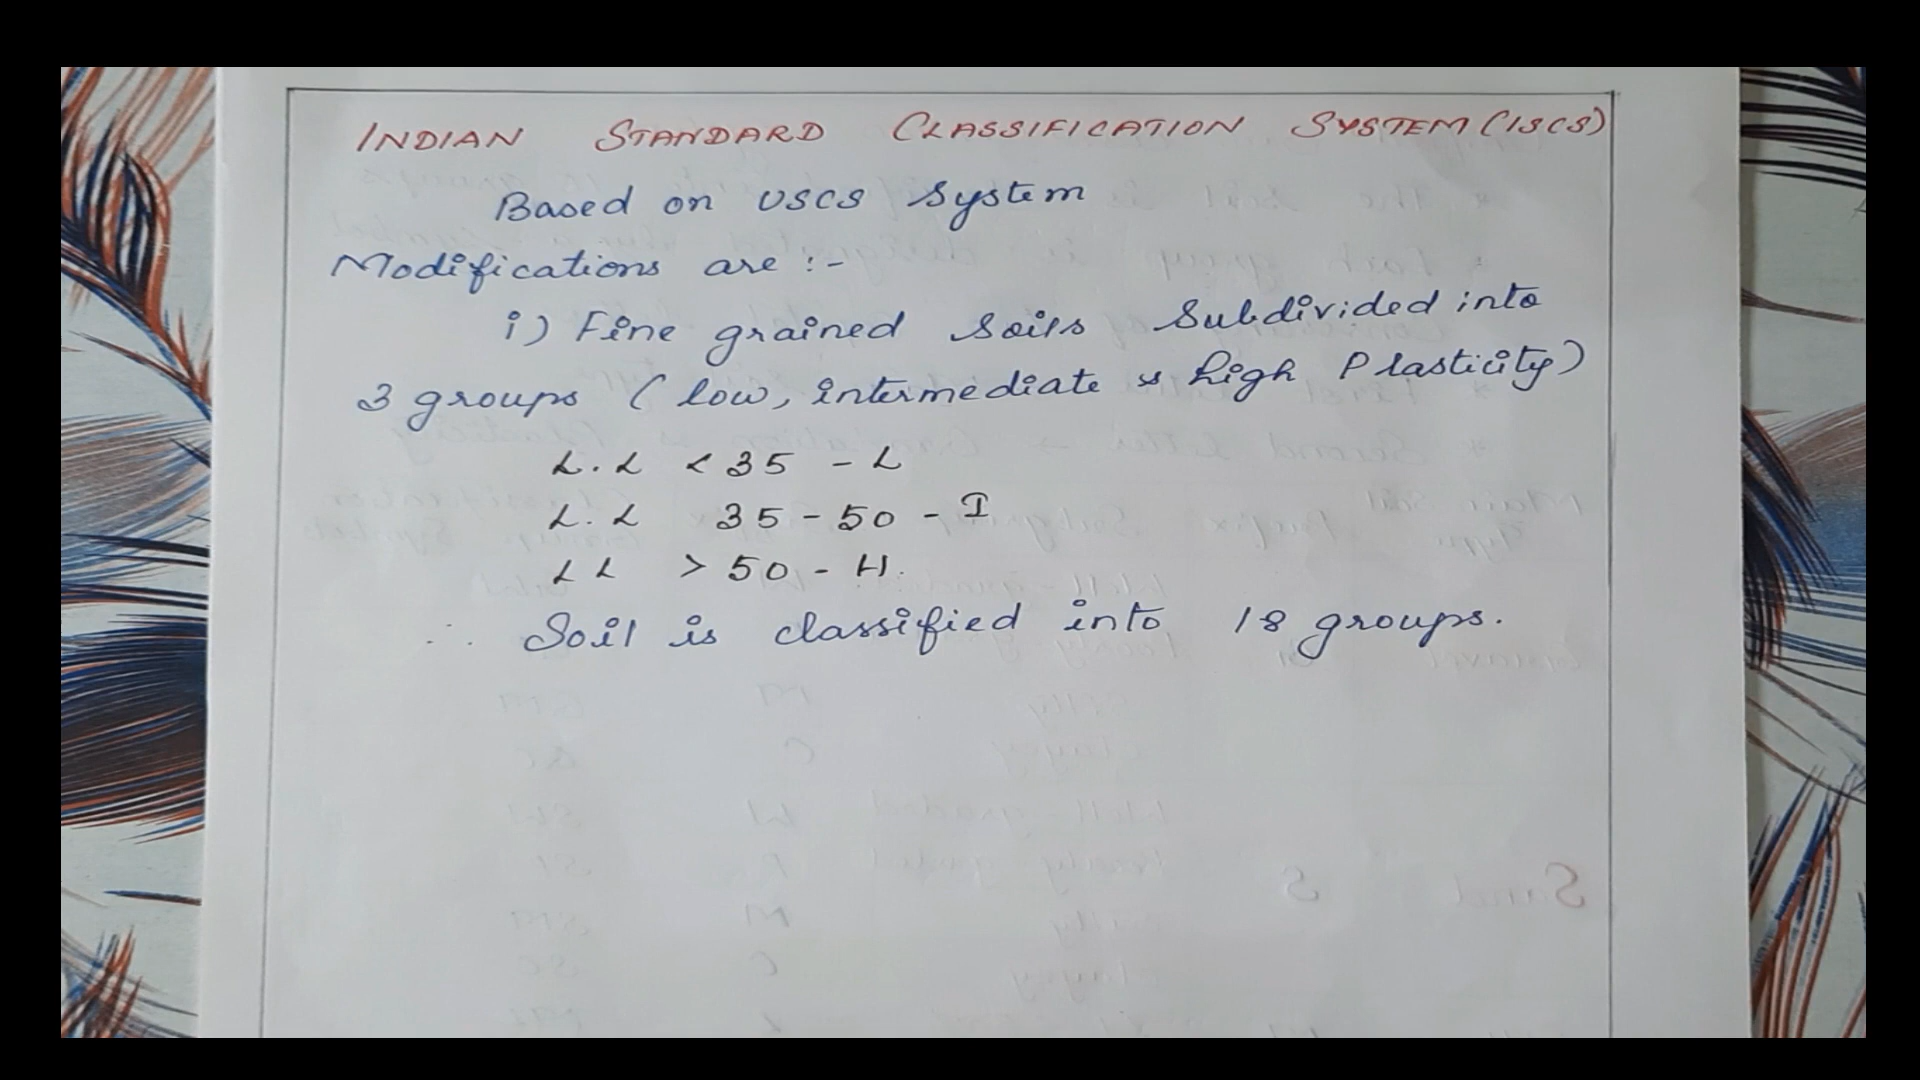 INDIAN STANDARD CLASSIFICATION SYSTEM (ISCS)
Based on USCS System
Modifications are :-
i) Fine grained soils subdivided into
3 groups (low, intermediate & high Plasticity)
L.L < 35 - L
L.L 35 - 50 - I
LL > 50 - H.
∴ Soil is classified into 18 groups.